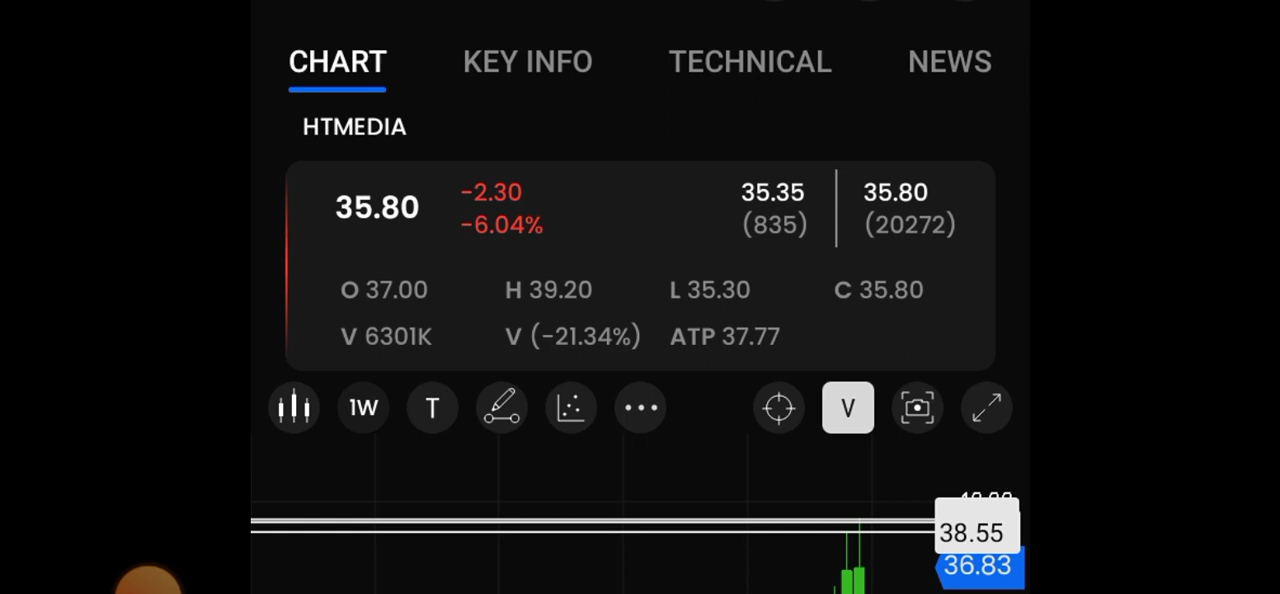 CHART KEY INFO TECHNICAL NEWS
HTMEDIA
35.80 -2.30 35.35 35.80
-6.04% (835) (20272)
O 37.00 H 39.20 L 35.30 C 35.80
V 6301K V (-21.34%) ATP 37.77
1W T V
38.55
36.83